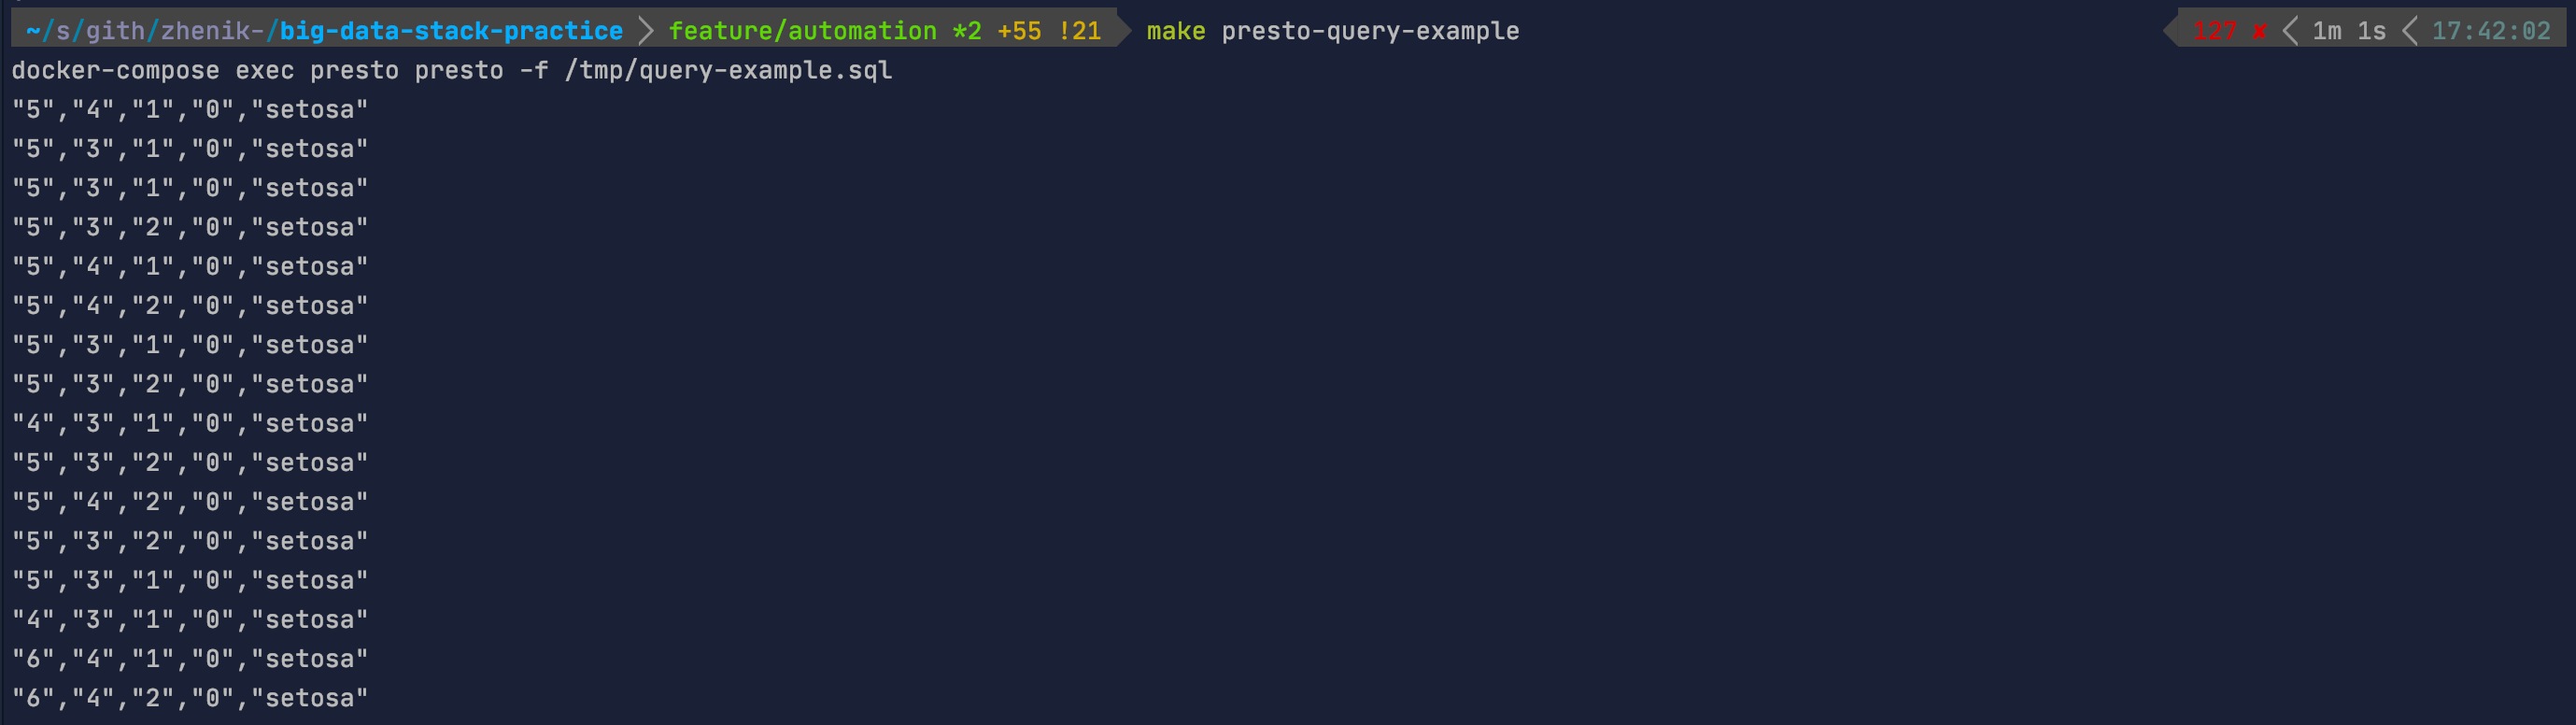 ~/s/gith/zhenik-/big-data-stack-practice feature/automation *2 +55 !21 make presto-query-example 127 ✘ 1m 1s 17:42:02
docker-compose exec presto presto -f /tmp/query-example.sql
"5","4","1","0","setosa"
"5","3","1","0","setosa"
"5","3","1","0","setosa"
"5","3","2","0","setosa"
"5","4","1","0","setosa"
"5","4","2","0","setosa"
"5","3","1","0","setosa"
"5","3","2","0","setosa"
"4","3","1","0","setosa"
"5","3","2","0","setosa"
"5","4","2","0","setosa"
"5","3","2","0","setosa"
"5","3","1","0","setosa"
"4","3","1","0","setosa"
"6","4","1","0","setosa"
"6","4","2","0","setosa"